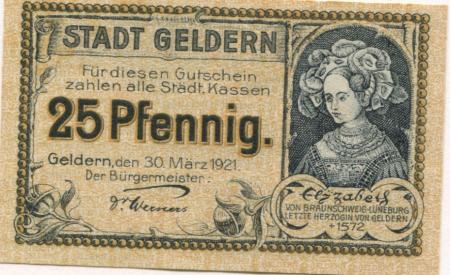 STADT GELDERN
Für diesen Gutschein
zahlen alle Städt. Kassen
25 Pfennig.
Geldern, den 30. März 1921.
Der Bürgermeister:
Elizabeth
VON BRAUNSCHWEIG-LÜNEBURG
LETZTE HERZOGIN VON GELDERN
+1572